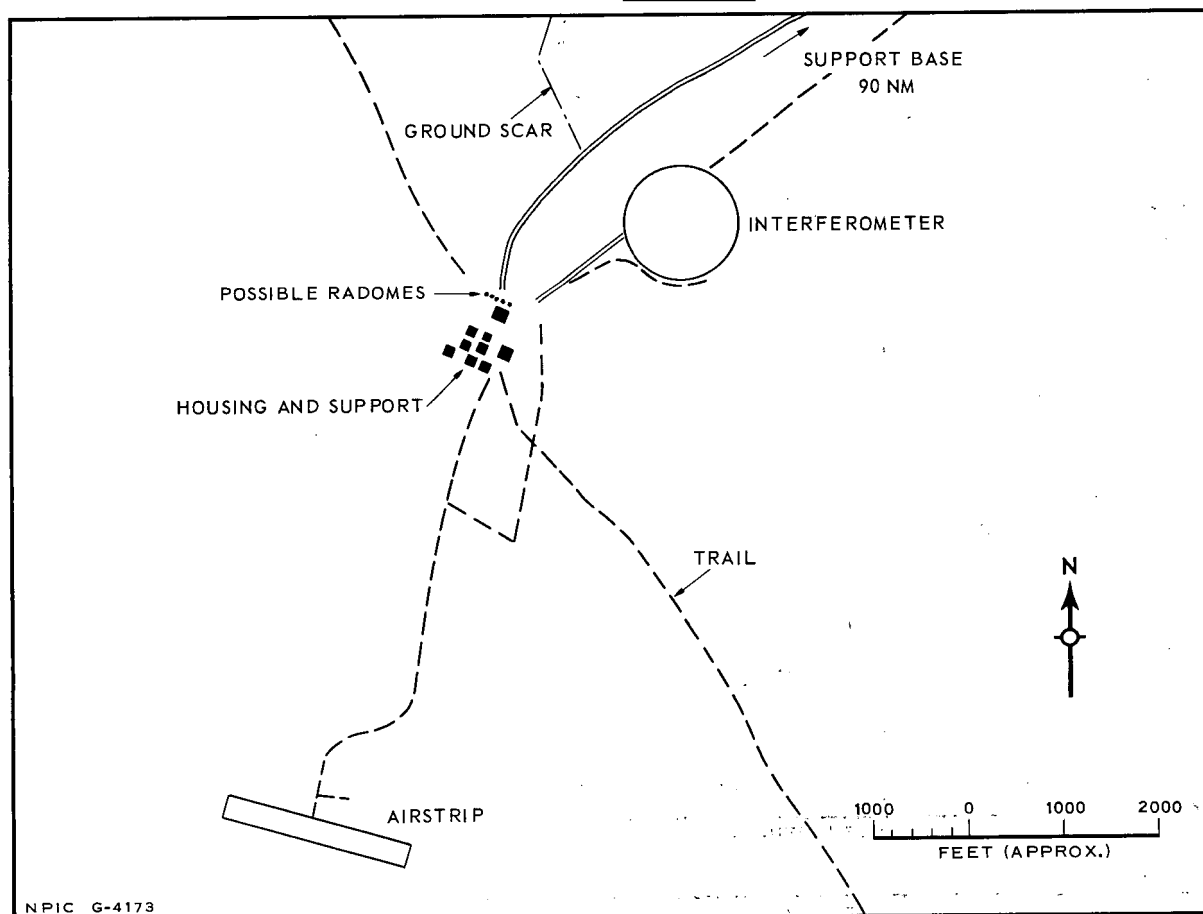 SUPPORT BASE
90 NM
GROUND SCAR
INTERFEROMETER
POSSIBLE RADOMES
HOUSING AND SUPPORT
TRAIL
N
AIRSTRIP
1000 0 1000 2000
FEET (APPROX.)
NPIC G-4173